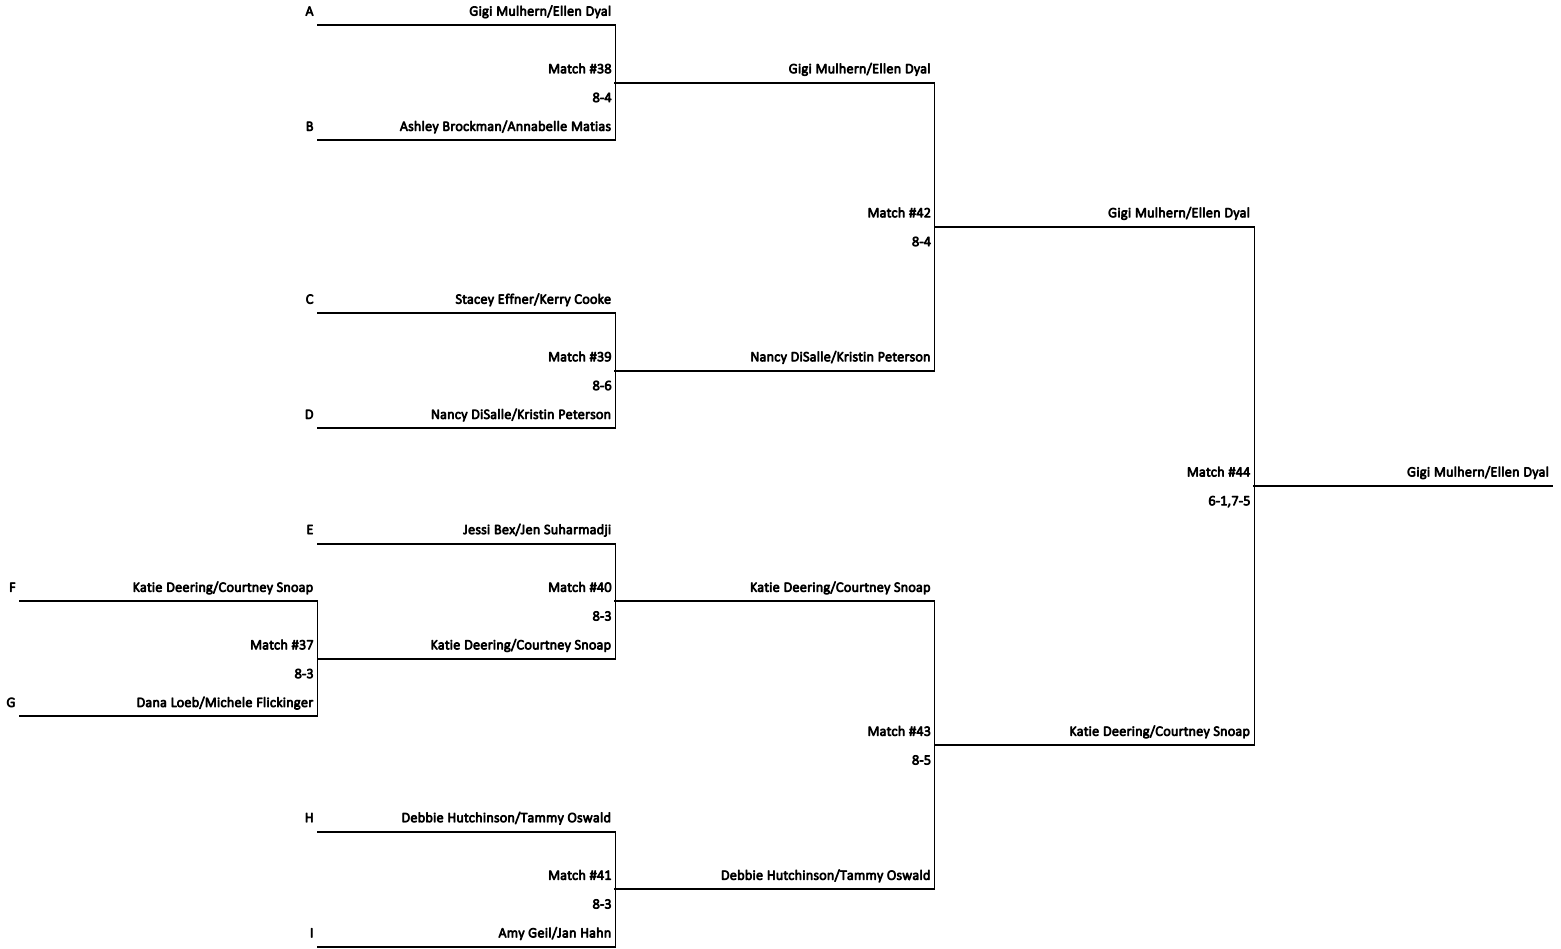 A Gigi Mulhern/Ellen Dyal
Match #38 Gigi Mulhern/Ellen Dyal
8-4
B Ashley Brockman/Annabelle Matias
Match #42 Gigi Mulhern/Ellen Dyal
8-4
C Stacey Effner/Kerry Cooke
Match #39 Nancy DiSalle/Kristin Peterson
8-6
D Nancy DiSalle/Kristin Peterson
Match #44 Gigi Mulhern/Ellen Dyal
6-1,7-5
E Jessi Bex/Jen Suharmadji
F Katie Deering/Courtney Snoap Match #40 Katie Deering/Courtney Snoap
8-3
Match #37 Katie Deering/Courtney Snoap
8-3
G Dana Loeb/Michele Flickinger
Match #43 Katie Deering/Courtney Snoap
8-5
H Debbie Hutchinson/Tammy Oswald
Match #41 Debbie Hutchinson/Tammy Oswald
8-3
I Amy Geil/Jan Hahn